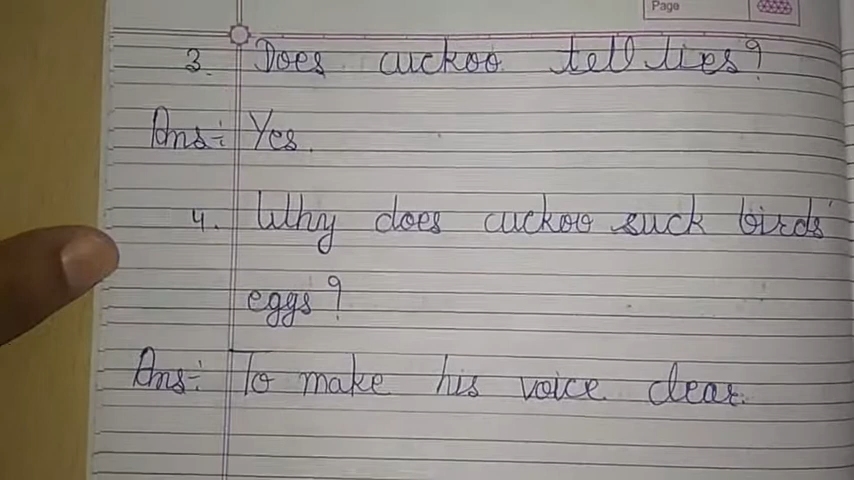 Page
3. Does cuckoo tell lies?
Ans:- Yes.
4. Why does cuckoo suck birds'
eggs?
Ans:- To make his voice clear.